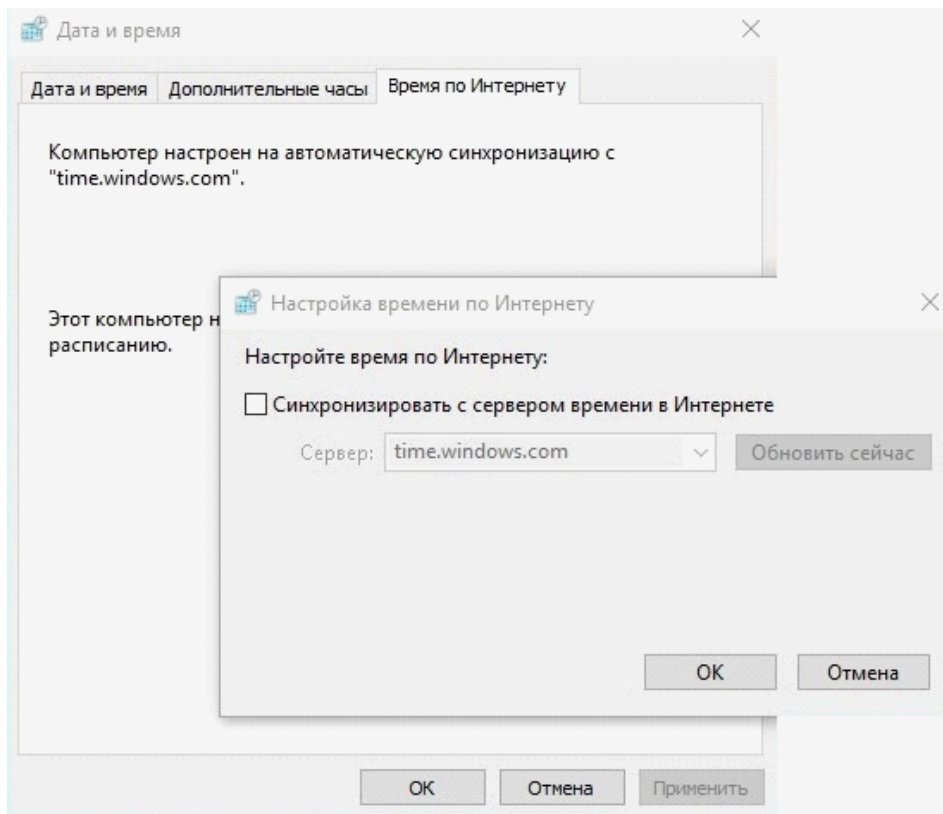 Дата и время
Дата и время Дополнительные часы Время по Интернету
Компьютер настроен на автоматическую синхронизацию с
"time.windows.com".
Этот компьютер
расписанию.
Настройка времени по Интернету
Настройте время по Интернету:
Синхронизировать с сервером времени в Интернете
Сервер: time.windows.com Обновить сейчас
ОК Отмена
ОК Отмена Применить